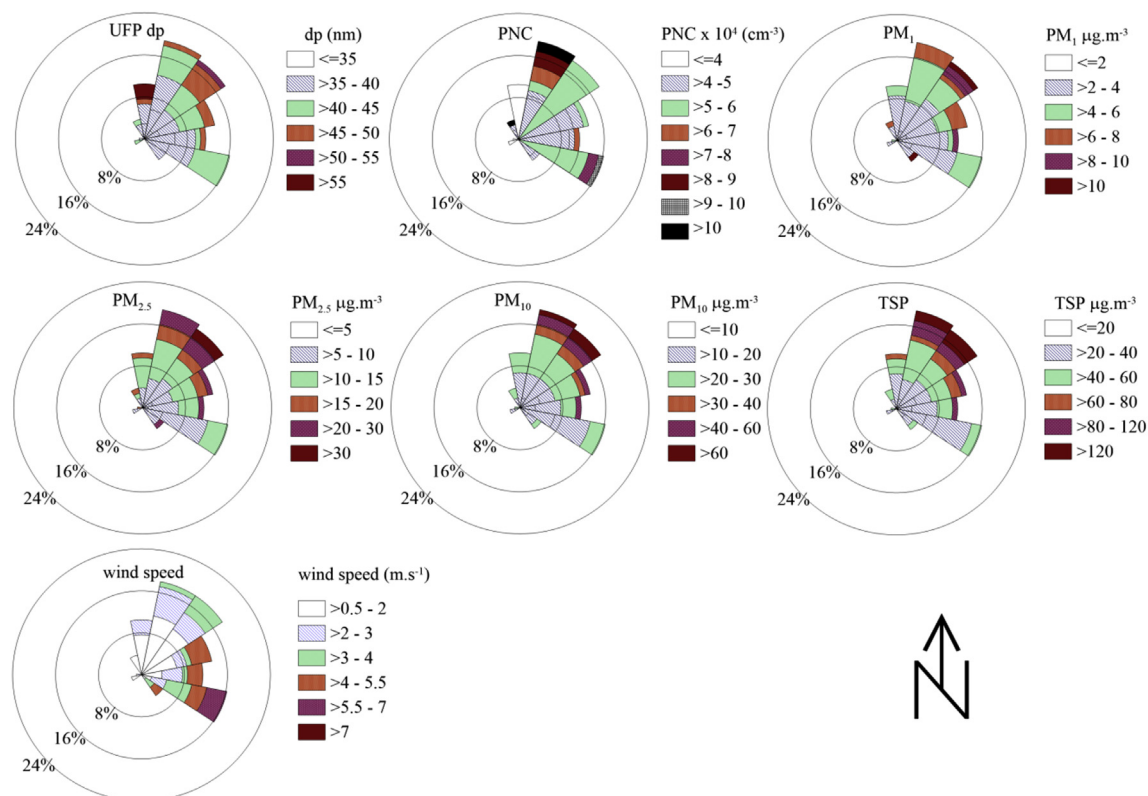 UFP dp
8%
16%
24%
dp (nm)
<=35
>35 - 40
>40 - 45
>45 - 50
>50 - 55
>55
PNC
8%
16%
24%
PNC x 10⁴ (cm⁻³)
<=4
>4 -5
>5 - 6
>6 - 7
>7 -8
>8 - 9
>9 - 10
>10
PM₁
8%
16%
24%
PM₁ µg.m⁻³
<=2
>2 - 4
>4 - 6
>6 - 8
>8 - 10
>10
PM₂.₅
8%
16%
24%
PM₂.₅ µg.m⁻³
<=5
>5 - 10
>10 - 15
>15 - 20
>20 - 30
>30
PM₁₀
8%
16%
24%
PM₁₀ µg.m⁻³
<=10
>10 - 20
>20 - 30
>30 - 40
>40 - 60
>60
TSP
8%
16%
24%
TSP µg.m⁻³
<=20
>20 - 40
>40 - 60
>60 - 80
>80 - 120
>120
wind speed
8%
16%
24%
wind speed (m.s⁻¹)
>0.5 - 2
>2 - 3
>3 - 4
>4 - 5.5
>5.5 - 7
>7
N